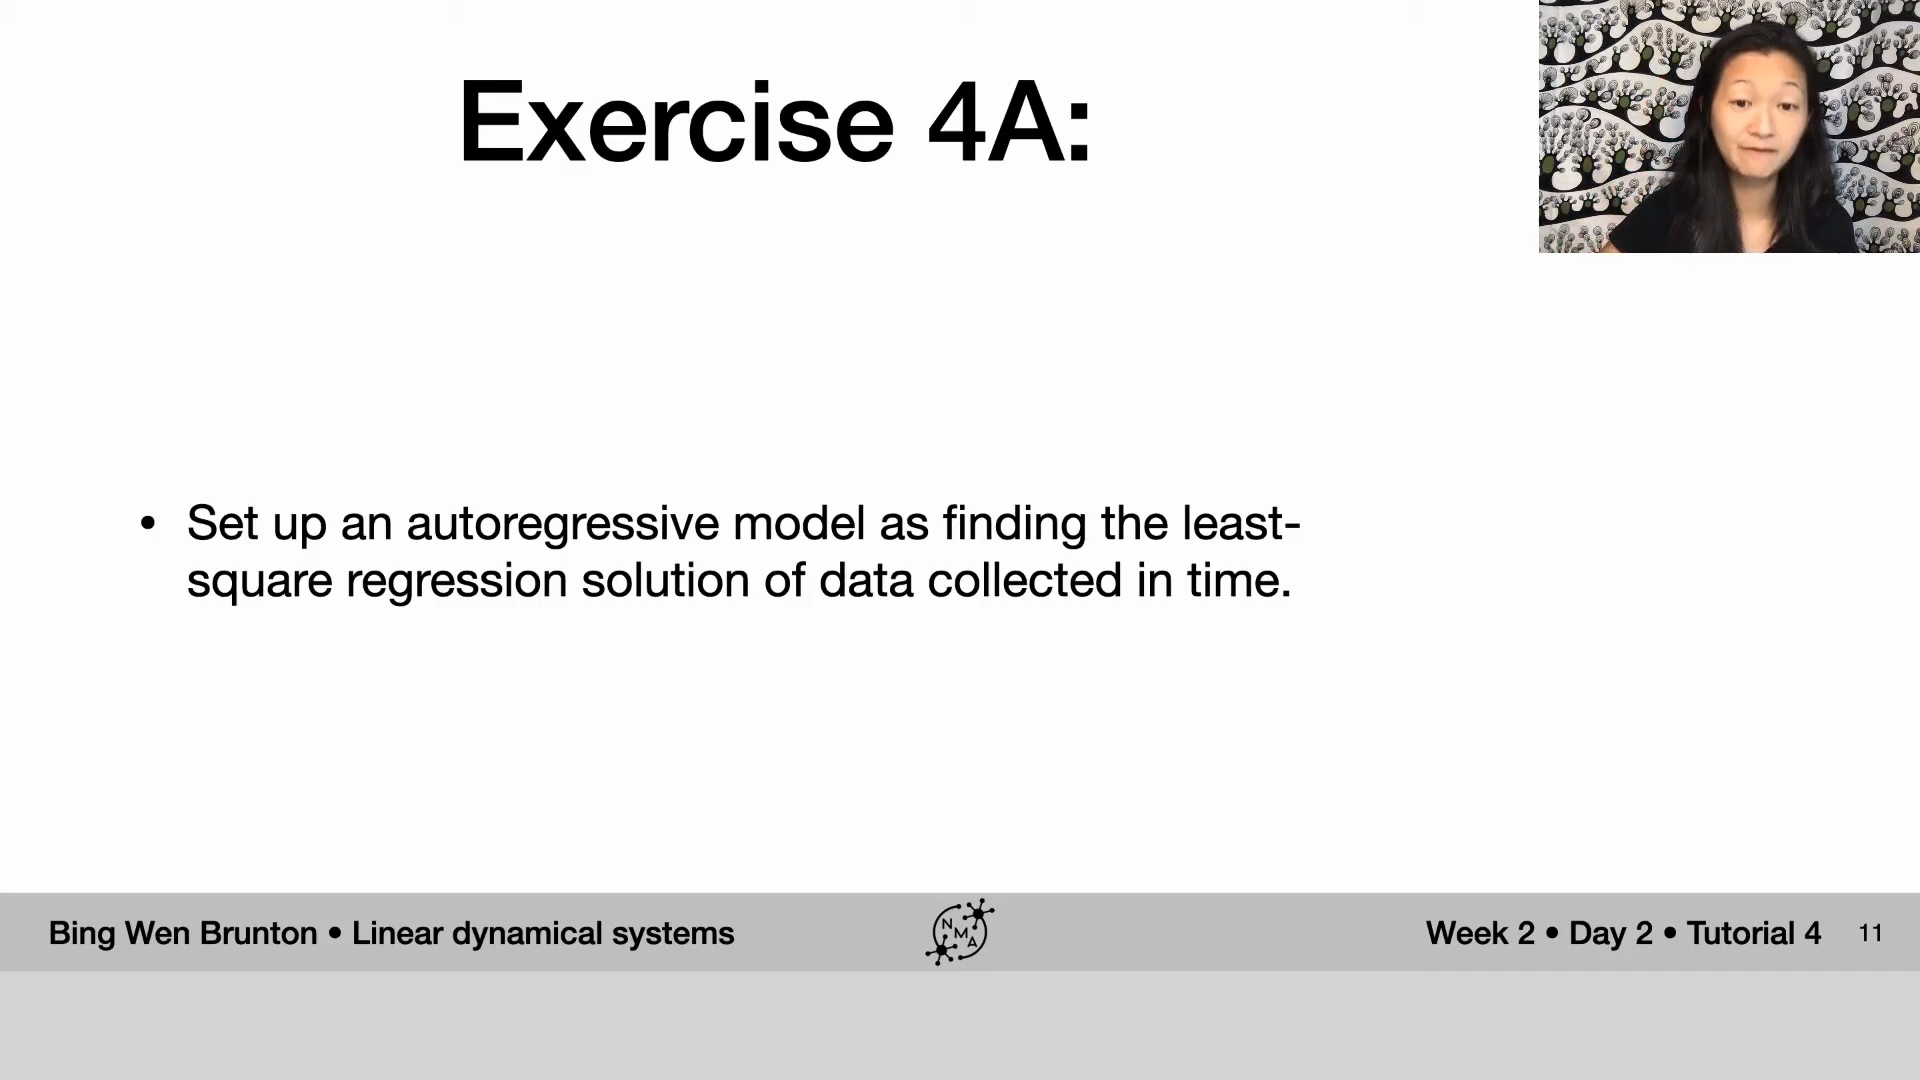 Exercise 4A:
• Set up an autoregressive model as finding the least-
square regression solution of data collected in time.
Bing Wen Brunton • Linear dynamical systems
NMA
Week 2 • Day 2 • Tutorial 4 11